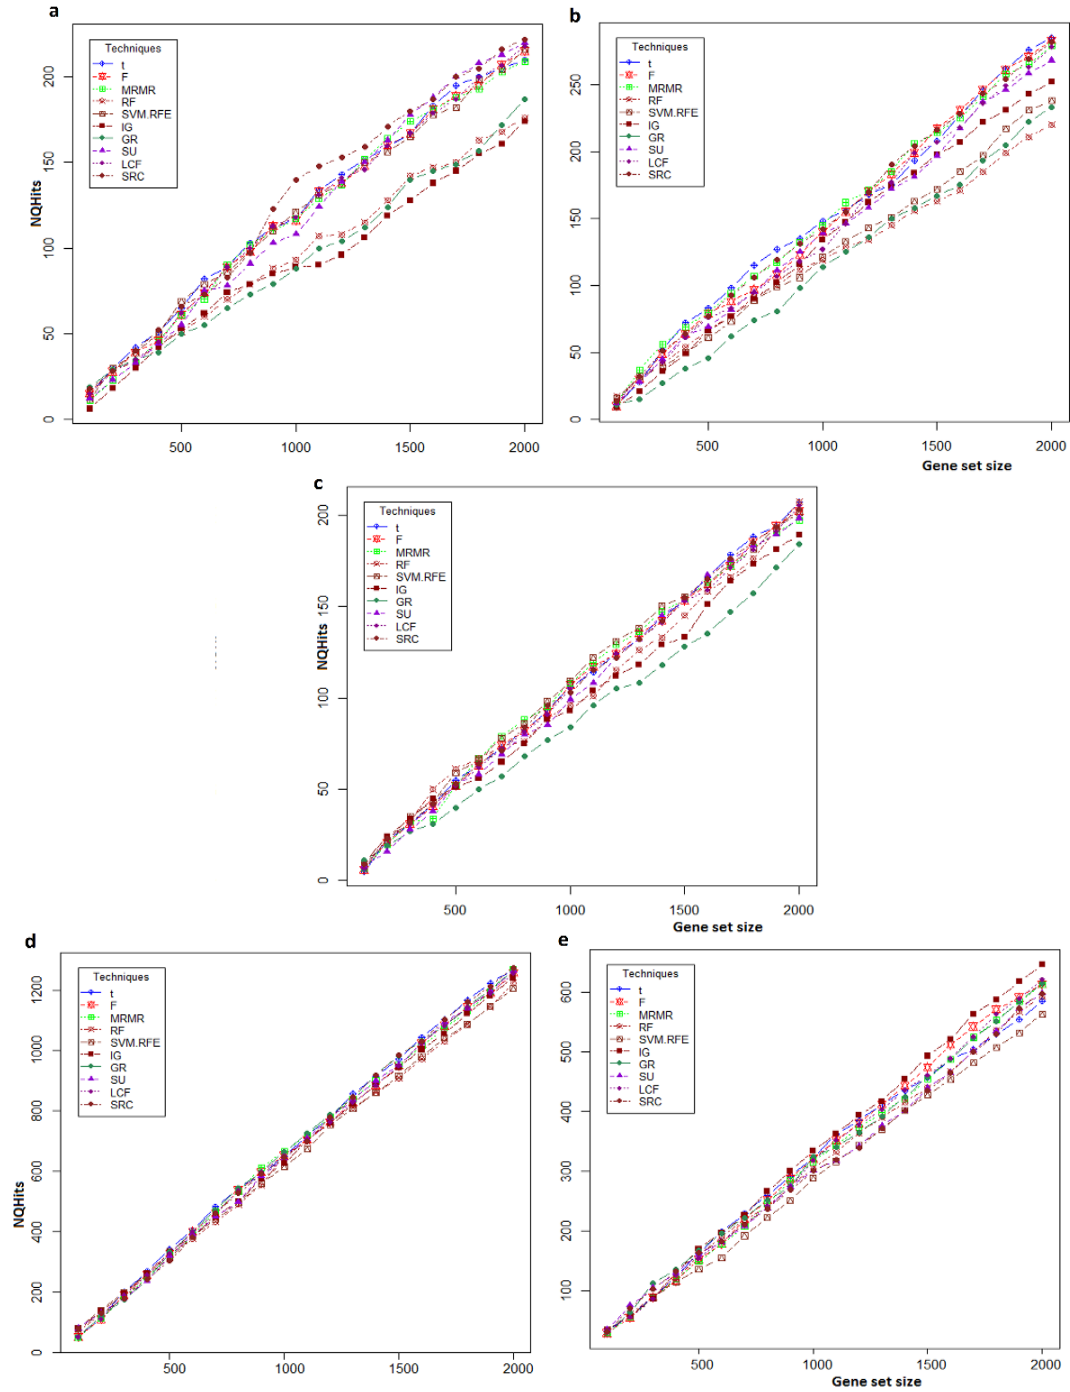 a
Techniques
t
F
MRMR
RF
SVM.RFE
IG
GR
SU
LCF
SRC
NQHits
0
50
100
150
200
500
1000
1500
2000
b
Techniques
t
F
MRMR
RF
SVM.RFE
IG
GR
SU
LCF
SRC
0
50
100
150
200
250
500
1000
1500
2000
Gene set size
c
Techniques
t
F
MRMR
RF
SVM.RFE
IG
GR
SU
LCF
SRC
NQHits
0
50
100
150
200
500
1000
1500
2000
Gene set size
d
Techniques
t
F
MRMR
RF
SVM.RFE
IG
GR
SU
LCF
SRC
NQHits
0
200
400
600
800
1000
1200
500
1000
1500
2000
e
Techniques
t
F
MRMR
RF
SVM.RFE
IG
GR
SU
LCF
SRC
100
200
300
400
500
600
500
1000
1500
2000
Gene set size